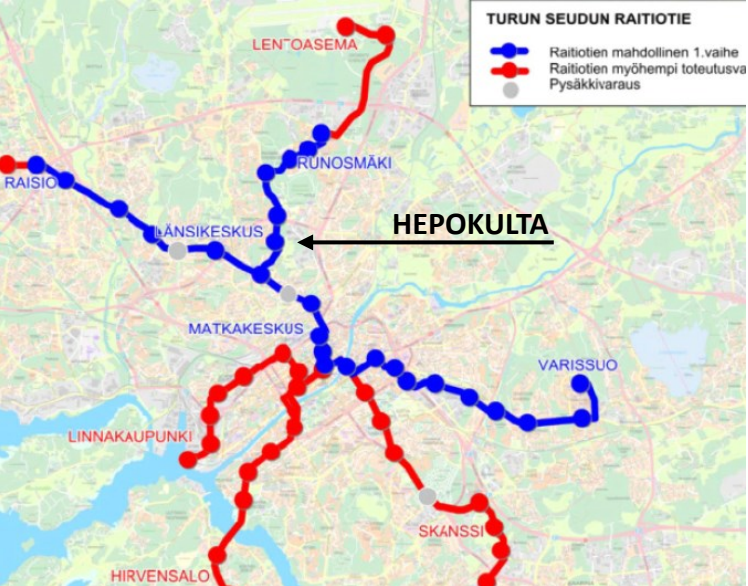 TURUN SEUDUN RAITIOTIE
Raitiotien mahdollinen 1.vaihe
Raitiotien myöhempi toteutusva
Pysäkkivaraus
LENTOASEMA
RUNOSMÄKI
RAISIO
LÄNSIKESKUS
HEPOKULTA
MATKAKESKUS
VARISSUO
LINNAKAUPUNKI
SKANSSI
HIRVENSALO